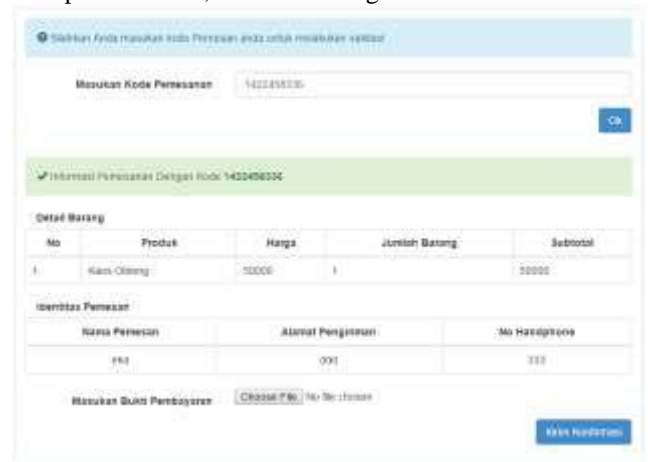 Silahkan Anda masukan kode Pemesan anda untuk melakukan validasi
Masukan Kode Pemesanan 1422456336
Ok
Informasi Pemesanan Dengan Kode 1422456336
Detail Barang
No Produk Harga Jumlah Barang Subtotal
1 Kaos Oblong 50000 1 50000
Identitas Pemesan
Nama Pemesan Alamat Pengiriman No Handphone
333
Masukan Bukti Pembayaran Choose File No file chosen
Kirim Konfirmasi